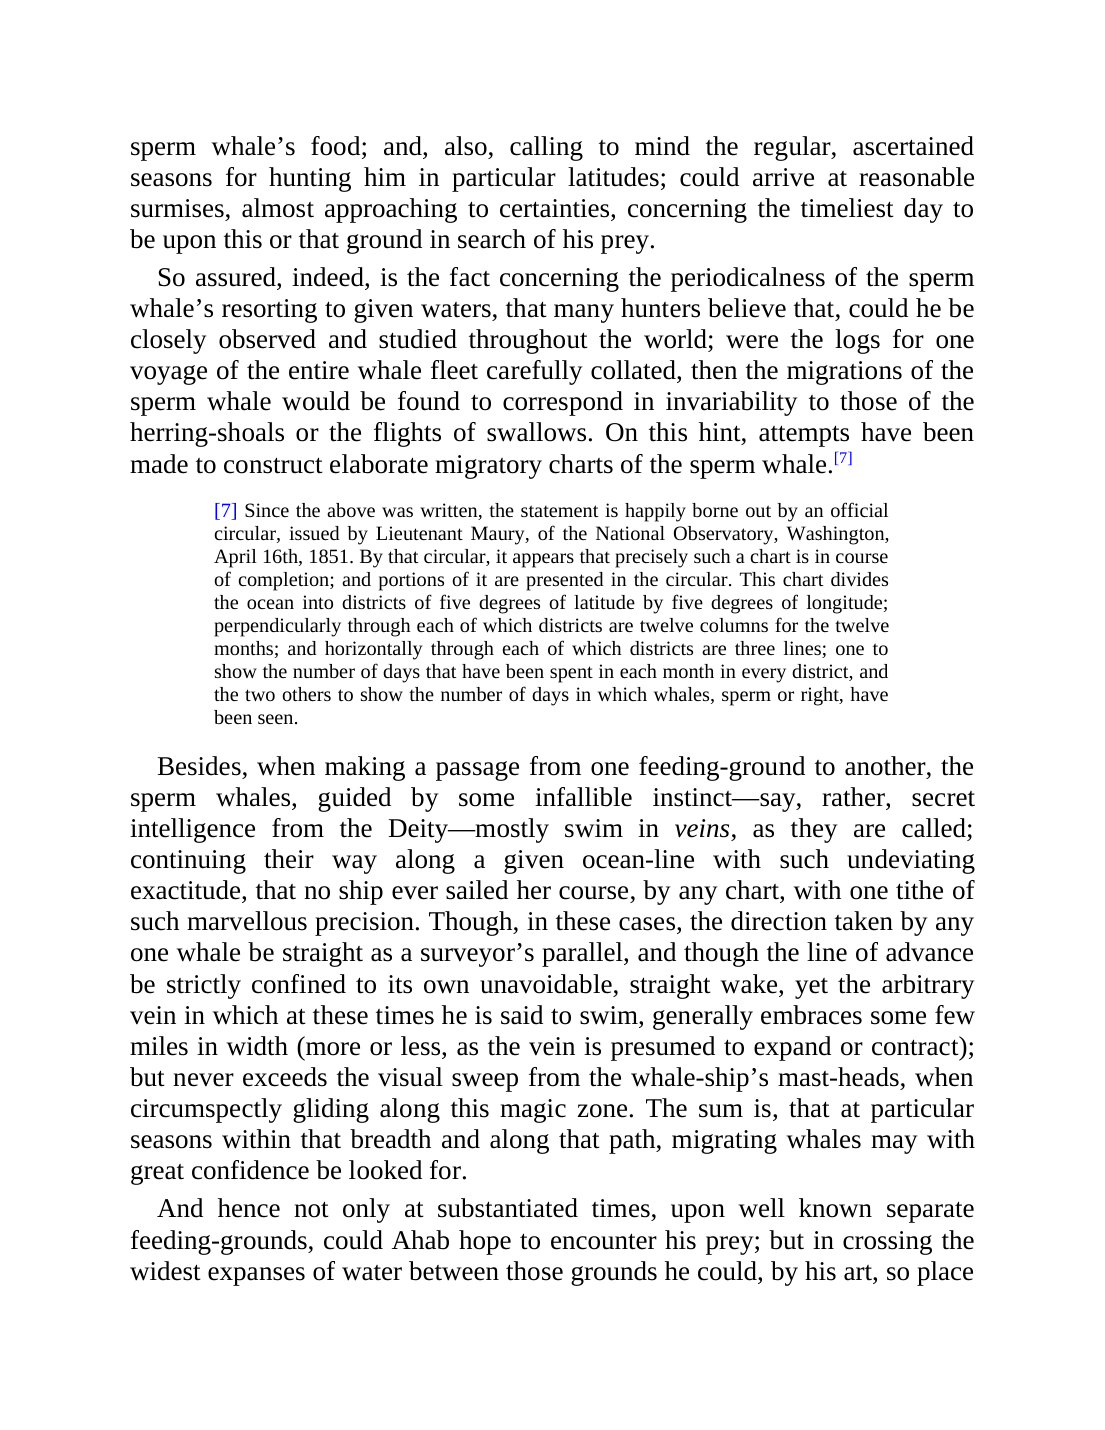 sperm whale’s food; and, also, calling to mind the regular, ascertained
seasons for hunting him in particular latitudes; could arrive at reasonable
surmises, almost approaching to certainties, concerning the timeliest day to
be upon this or that ground in search of his prey.
So assured, indeed, is the fact concerning the periodicalness of the sperm
whale’s resorting to given waters, that many hunters believe that, could he be
closely observed and studied throughout the world; were the logs for one
voyage of the entire whale fleet carefully collated, then the migrations of the
sperm whale would be found to correspond in invariability to those of the
herring-shoals or the flights of swallows. On this hint, attempts have been
made to construct elaborate migratory charts of the sperm whale.[7]
[7] Since the above was written, the statement is happily borne out by an official
circular, issued by Lieutenant Maury, of the National Observatory, Washington,
April 16th, 1851. By that circular, it appears that precisely such a chart is in course
of completion; and portions of it are presented in the circular. This chart divides
the ocean into districts of five degrees of latitude by five degrees of longitude;
perpendicularly through each of which districts are twelve columns for the twelve
months; and horizontally through each of which districts are three lines; one to
show the number of days that have been spent in each month in every district, and
the two others to show the number of days in which whales, sperm or right, have
been seen.
Besides, when making a passage from one feeding-ground to another, the
sperm whales, guided by some infallible instinct—say, rather, secret
intelligence from the Deity—mostly swim in veins, as they are called;
continuing their way along a given ocean-line with such undeviating
exactitude, that no ship ever sailed her course, by any chart, with one tithe of
such marvellous precision. Though, in these cases, the direction taken by any
one whale be straight as a surveyor’s parallel, and though the line of advance
be strictly confined to its own unavoidable, straight wake, yet the arbitrary
vein in which at these times he is said to swim, generally embraces some few
miles in width (more or less, as the vein is presumed to expand or contract);
but never exceeds the visual sweep from the whale-ship’s mast-heads, when
circumspectly gliding along this magic zone. The sum is, that at particular
seasons within that breadth and along that path, migrating whales may with
great confidence be looked for.
And hence not only at substantiated times, upon well known separate
feeding-grounds, could Ahab hope to encounter his prey; but in crossing the
widest expanses of water between those grounds he could, by his art, so place